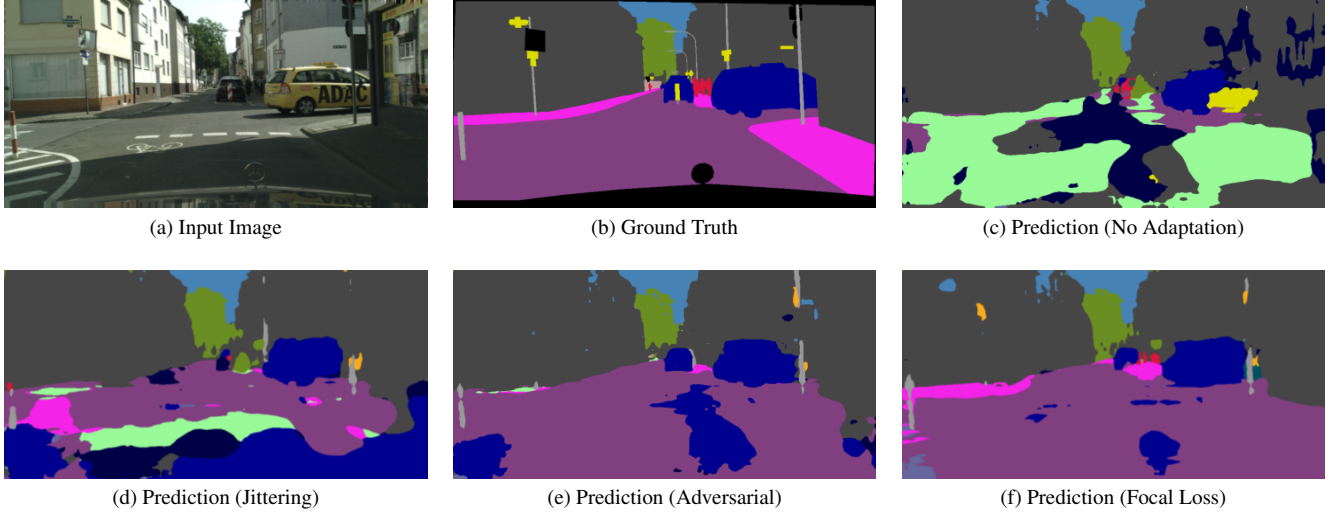 ADAC
(a) Input Image
(b) Ground Truth
(c) Prediction (No Adaptation)
(d) Prediction (Jittering)
(e) Prediction (Adversarial)
(f) Prediction (Focal Loss)